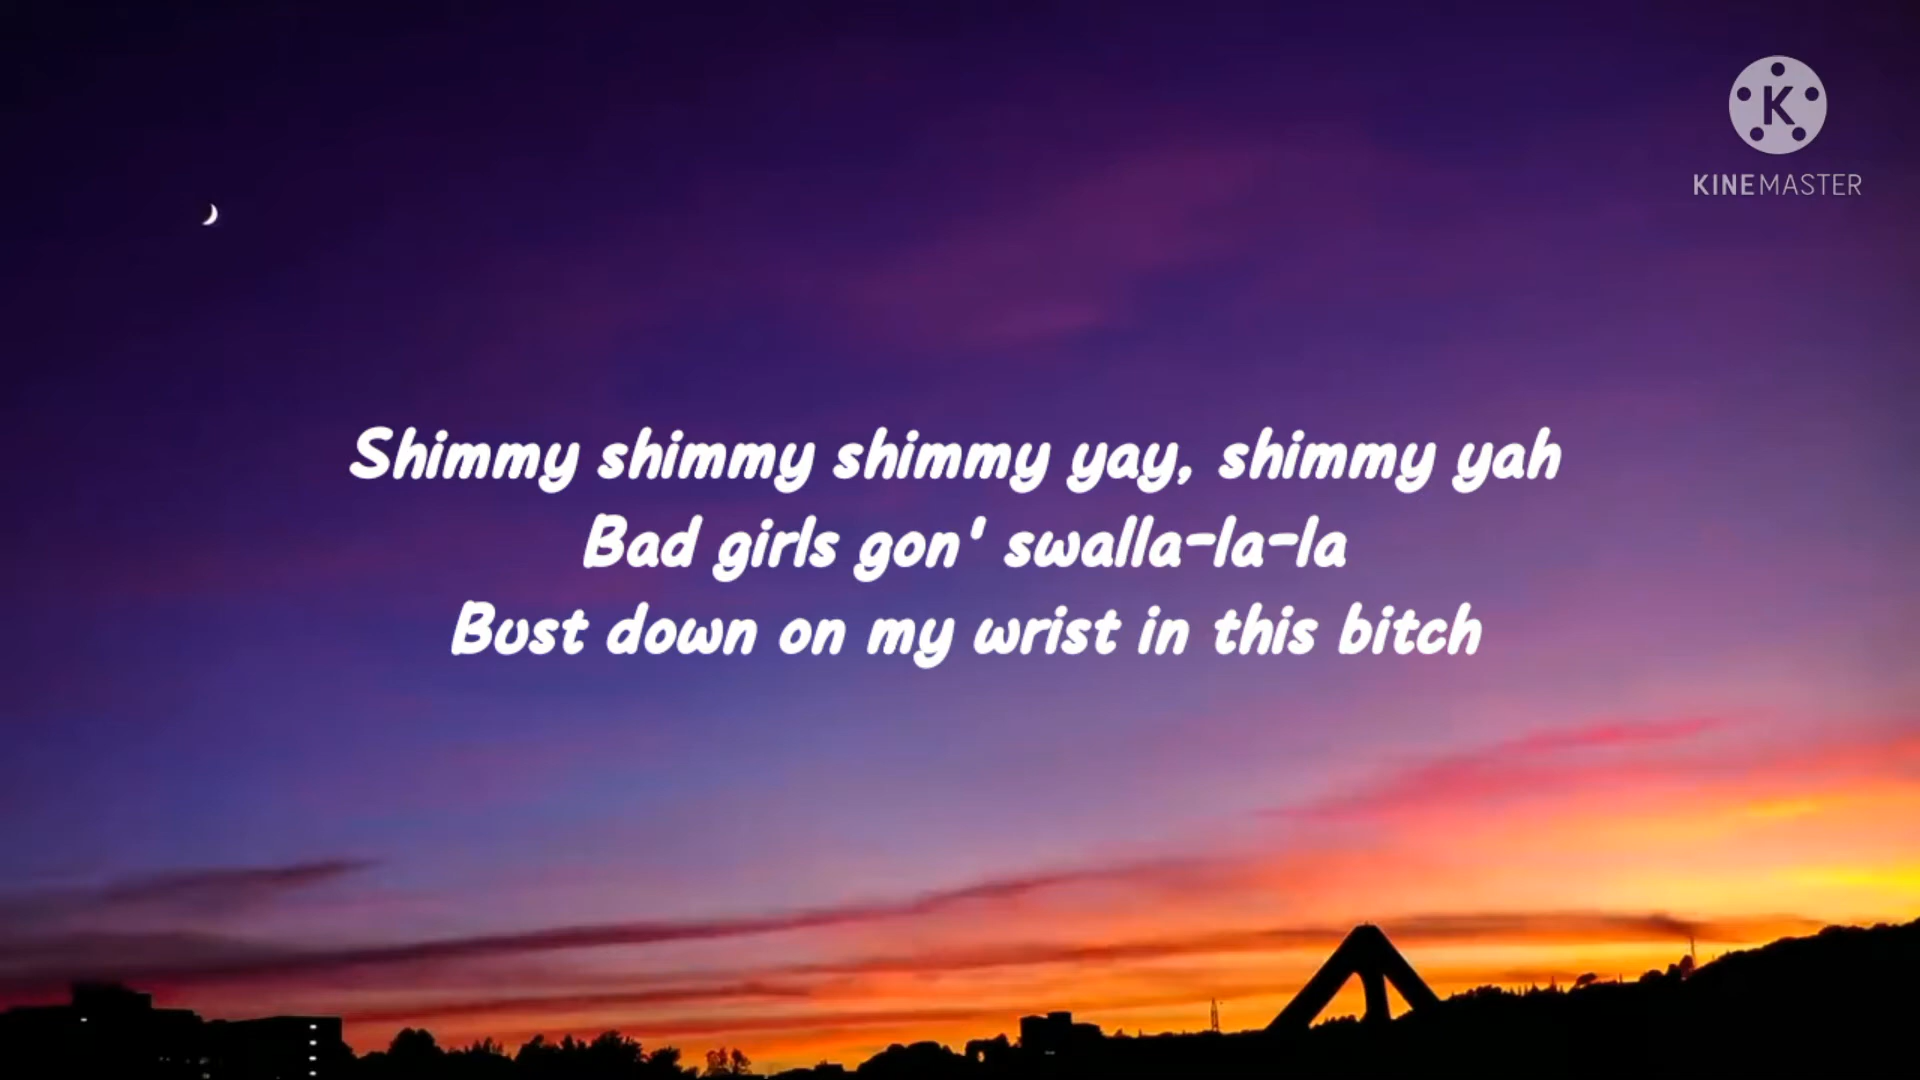 K
KINEMASTER
Shimmy shimmy shimmy yay, shimmy yah
Bad girls gon' swalla-la-la
Bust down on my wrist in this bitch